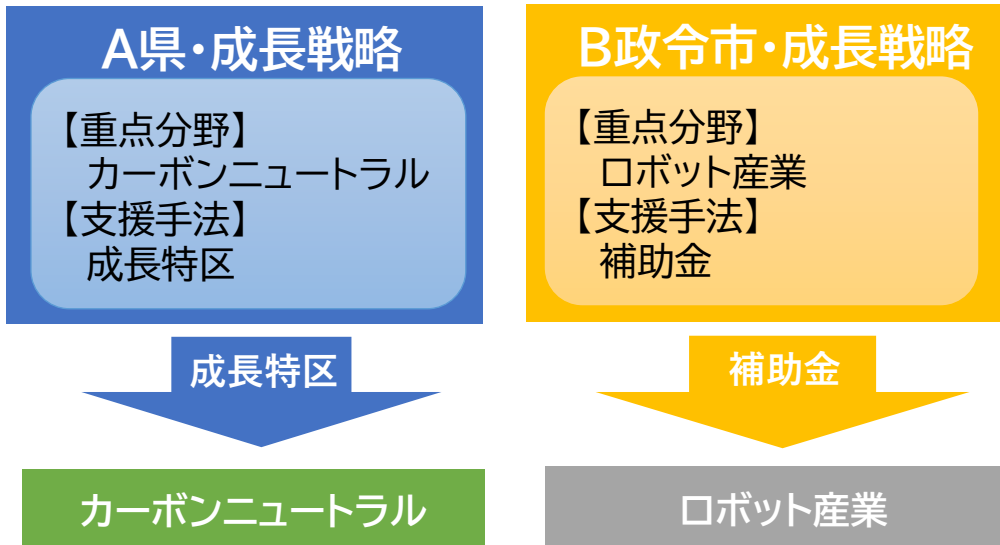 A県・成長戦略
【重点分野】
カーボンニュートラル
【支援手法】
成長特区
成長特区
カーボンニュートラル
B政令市・成長戦略
【重点分野】
ロボット産業
【支援手法】
補助金
補助金
ロボット産業